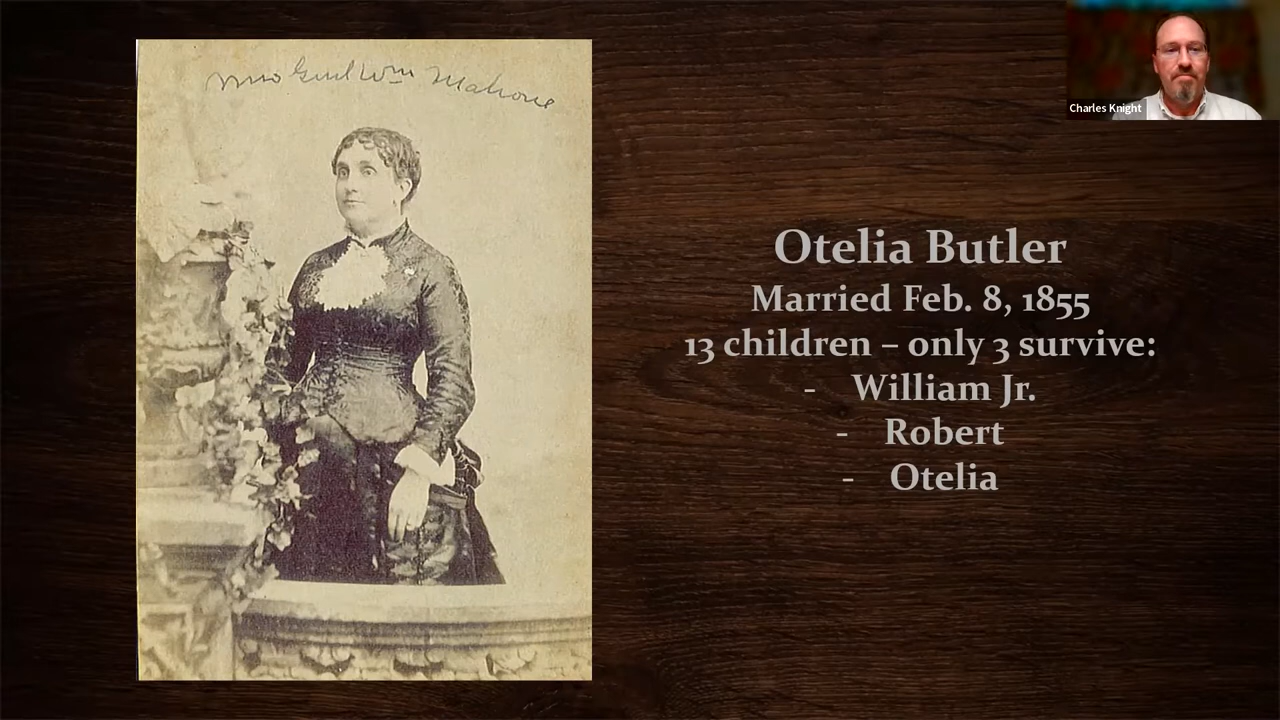 Mrs Genl Wm Mahone
Charles Knight
Otelia Butler
Married Feb. 8, 1855
13 children – only 3 survive:
- William Jr.
- Robert
- Otelia